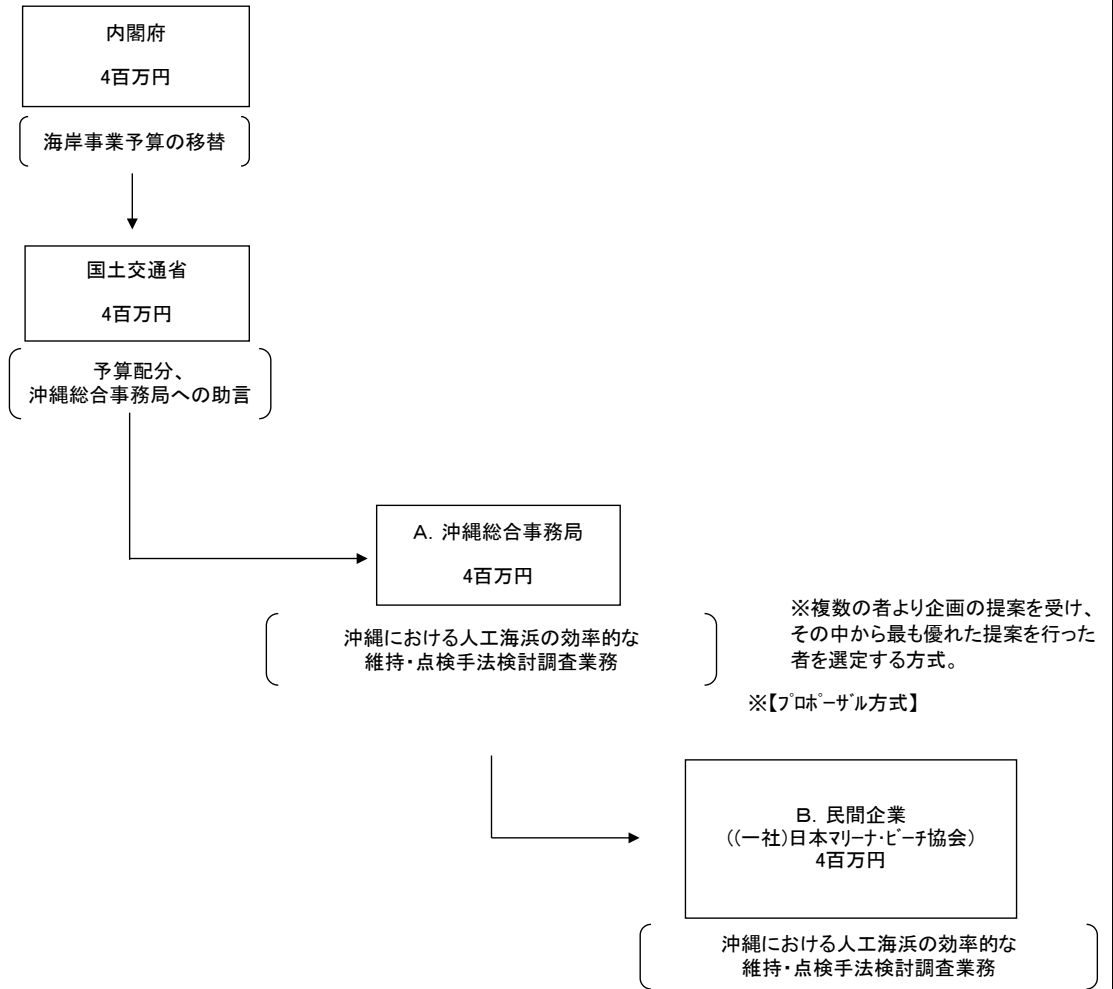 内閣府
4百万円
海岸事業予算の移替
国土交通省
4百万円
予算配分、
沖縄総合事務局への助言
A. 沖縄総合事務局
4百万円
沖縄における人工海浜の効率的な
維持・点検手法検討調査業務
※複数の者より企画の提案を受け、
その中から最も優れた提案を行った
者を選定する方式。
※【ﾌﾟﾛﾎﾟｰｻﾞﾙ方式】
B. 民間企業
((一社)日本ﾏﾘｰﾅ･ﾋﾞｰﾁ協会)
4百万円
沖縄における人工海浜の効率的な
維持・点検手法検討調査業務